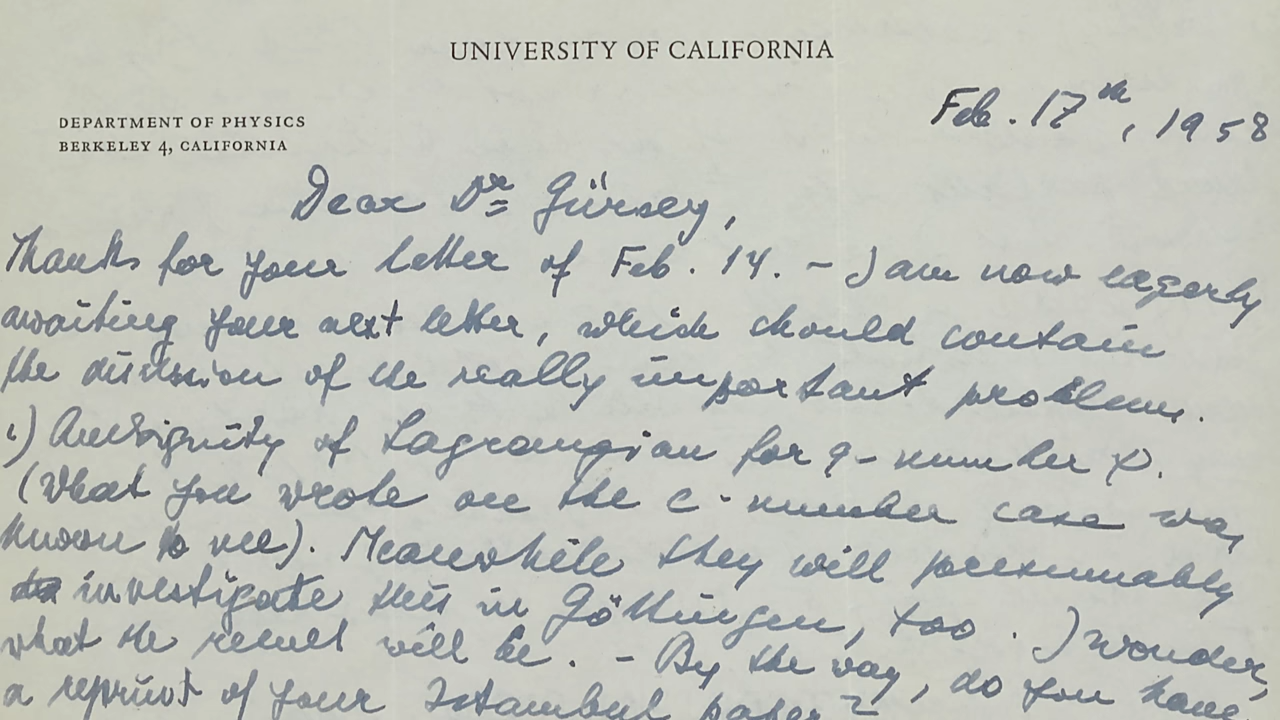 UNIVERSITY OF CALIFORNIA
Feb. 17th, 1958
DEPARTMENT OF PHYSICS
BERKELEY 4, CALIFORNIA
Dear Dr Gürsey,
Thanks for your letter of Feb. 14. – I am now eagerly
awaiting your next letter, which should contain
the discussion of the really important problems.
1.) Ambiguity of Lagrangian for q-number
(What you wrote on the c-number case was
known to me). Meanwhile they will presumably
investigate this in Göttingen, too. I wonder,
what the result will be. – By the way, do you have
a reprint of your Istambul paper?